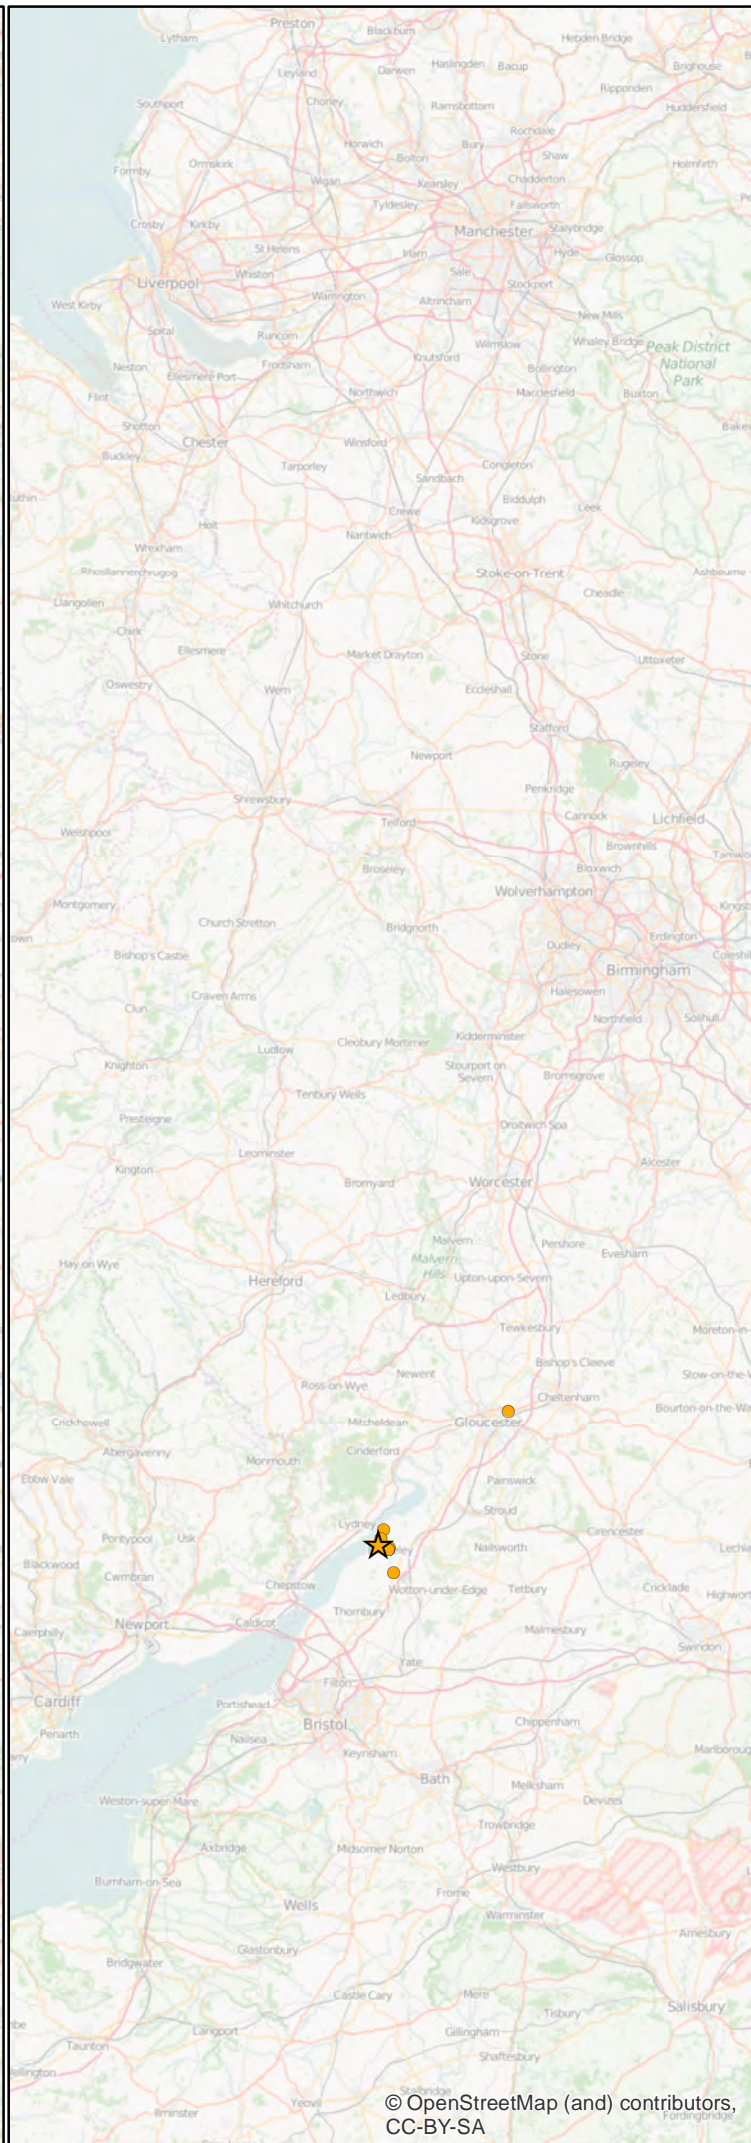 Preston
Blackburn
Hebden Bridge
Lytham
Leyland
Darwen
Haslingden
Bacup
Brighouse
Ripponden
Southport
Chorley
Ramsbottom
Huddersfield
Rochdale
Horwich
Bury
Shaw
Formby
Ormskirk
Bolton
Holmfirth
Wigan
Kearsley
Chadderton
Tyldesley
Failsworth
Crosby
Kirkby
Manchester
Stalybridge
St Helens
Irlam
Hyde
Glossop
Liverpool
Whiston
Sale
Stockport
West Kirby
Warrington
Altrincham
New Mills
Spital
Runcorn
Wilmslow
Whaley Bridge
Peak District
National
Park
Neston
Ellesmere Port
Frodsham
Knutsford
Bollington
Flint
Northwich
Macclesfield
Buxton
Shotton
Chester
Winsford
Buckley
Tarporley
Congleton
Sandbach
Biddulph
Holt
Crewe
Kidsgrove
Leek
Wrexham
Nantwich
Rhosllannerchrugog
Stoke-on-Trent
Ashbourne
Llangollen
Whitchurch
Cheadle
Chirk
Ellesmere
Market Drayton
Stone
Uttoxeter
Oswestry
Wem
Eccleshall
Stafford
Newport
Rugeley
Penkridge
Shrewsbury
Cannock
Lichfield
Telford
Welshpool
Brownhills
Broseley
Bloxwich
Wolverhampton
Montgomery
Church Stretton
Bridgnorth
Erdington
Bishop's Castle
Dudley
Birmingham
Craven Arms
Halesowen
Clun
Northfield
Solihull
Ludlow
Cleobury Mortimer
Kidderminster
Knighton
Stourport on
Severn
Bromsgrove
Tenbury Wells
Presteigne
Droitwich Spa
Leominster
Alcester
Kington
Bromyard
Worcester
Malvern
Pershore
Evesham
Hay on Wye
Malvern
Hills
Hereford
Upton-upon-Severn
Ledbury
Tewkesbury
Moreton-in-
Bishop's Cleeve
Newent
Stow-on-the-
Ross-on-Wye
Cheltenham
Crickhowell
Mitcheldean
Gloucester
Bourton-on-the-Wa
Abergavenny
Cinderford
Monmouth
Ebbw Vale
Painswick
Stroud
Lydney
Pontypool
Usk
Cirencester
Nailsworth
Blackwood
Cwmbran
Chepstow
Wotton-under-Edge
Tetbury
Cricklade
Thornbury
Newport
Caldicot
Malmesbury
Caerphilly
Swindon
Yate
Filton
Cardiff
Portishead
Bristol
Chippenham
Penarth
Nailsea
Keynsham
Bath
Melksham
Weston-super-Mare
Devizes
Trowbridge
Axbridge
Midsomer Norton
Westbury
Burnham-on-Sea
Frome
Wells
Warminster
Amesbury
Glastonbury
Bridgwater
Castle Cary
Mere
Salisbury
Tisbury
Langport
Gillingham
Taunton
Shaftesbury
Stalbridge
Ilminster
Yeovil
Fordingbridge
© OpenStreetMap (and) contributors,
CC-BY-SA